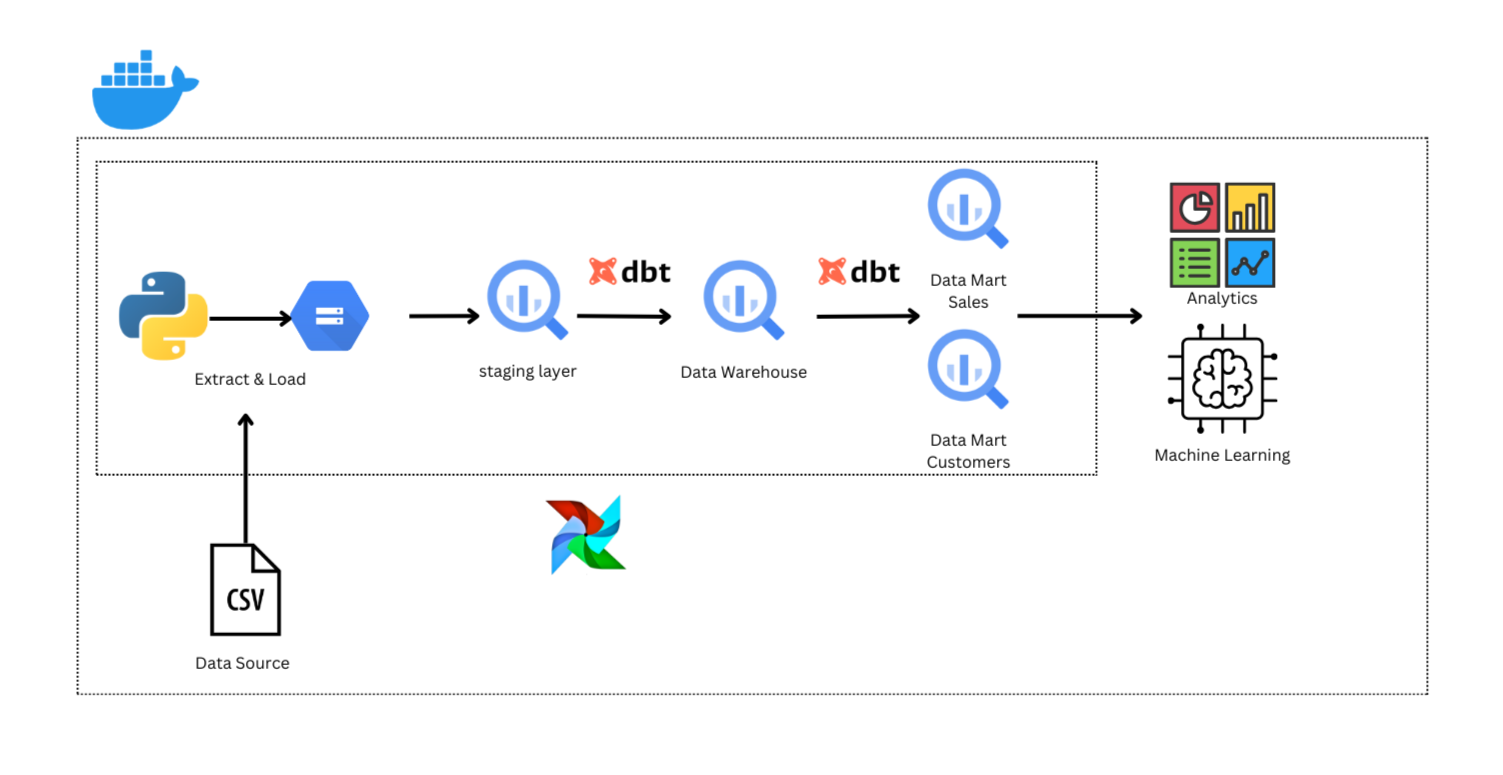 dbt
dbt
Data Mart
Sales
Analytics
Extract & Load
staging layer
Data Warehouse
Data Mart
Customers
Machine Learning
CSV
Data Source